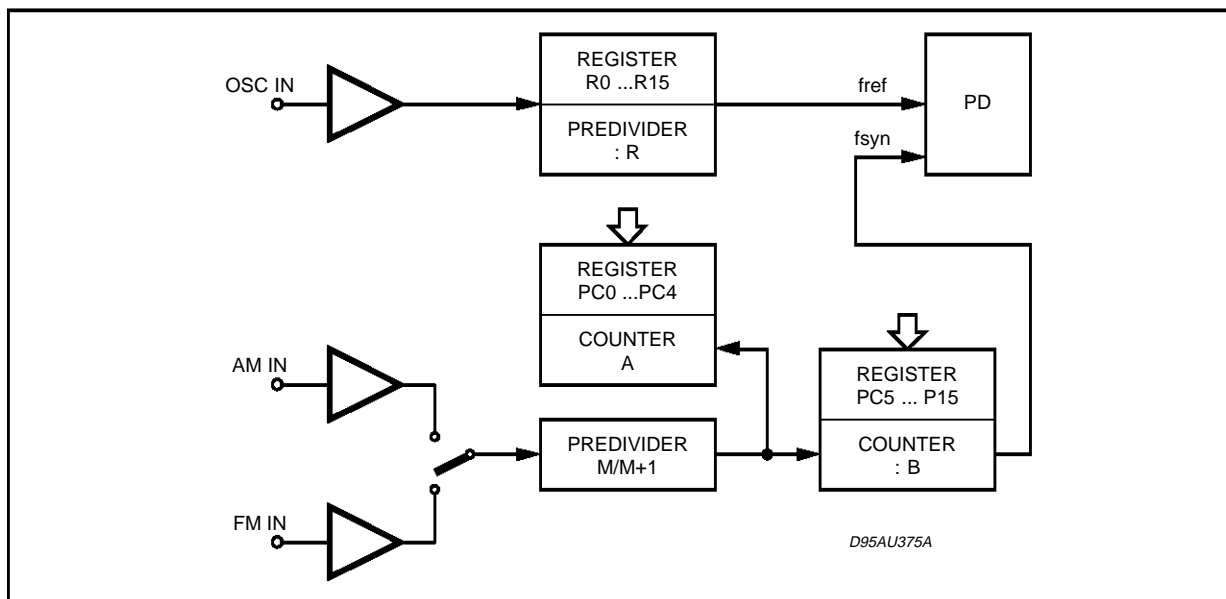 OSC IN
REGISTER
R0 ...R15
PREDIVIDER
: R
fref
fsyn
PD
REGISTER
PC0 ...PC4
COUNTER
A
AM IN
FM IN
PREDIVIDER
M/M+1
REGISTER
PC5 ... P15
COUNTER
: B
D95AU375A